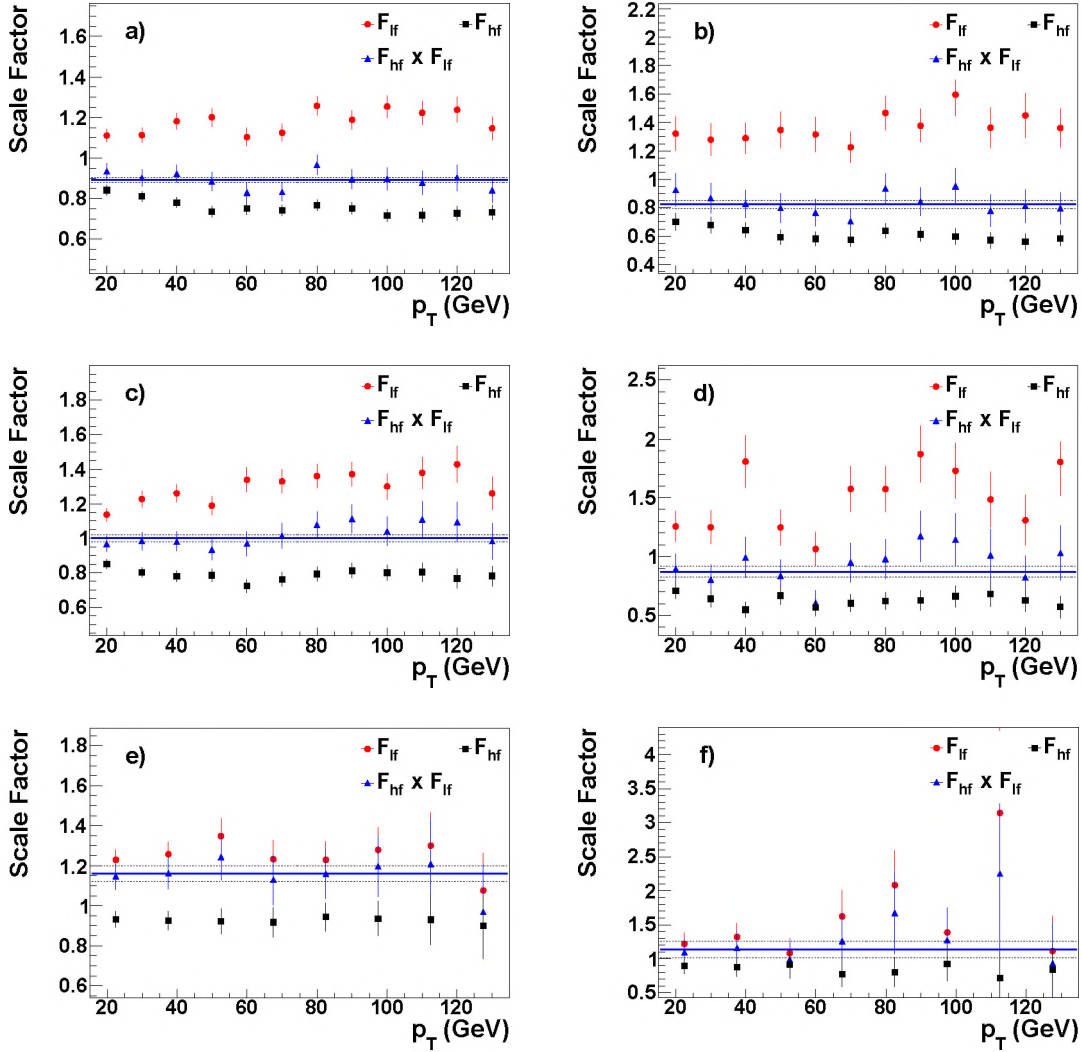 a)
F_lf F_hf
F_hf x F_lf
Scale Factor
1.6
1.4
1.2
1
0.8
0.6
20 40 60 80 100 120
p_T (GeV)
b)
F_lf F_hf
F_hf x F_lf
Scale Factor
2.2
2
1.8
1.6
1.4
1.2
1
0.8
0.6
0.4
20 40 60 80 100 120
p_T (GeV)
c)
F_lf F_hf
F_hf x F_lf
Scale Factor
1.8
1.6
1.4
1.2
1
0.8
0.6
20 40 60 80 100 120
p_T (GeV)
d)
F_lf F_hf
F_hf x F_lf
Scale Factor
2.5
2
1.5
1
0.5
20 40 60 80 100 120
p_T (GeV)
e)
F_lf F_hf
F_hf x F_lf
Scale Factor
1.8
1.6
1.4
1.2
1
0.8
0.6
20 40 60 80 100 120
p_T (GeV)
f)
F_lf F_hf
F_hf x F_lf
Scale Factor
4
3.5
3
2.5
2
1.5
1
0.5
20 40 60 80 100 120
p_T (GeV)